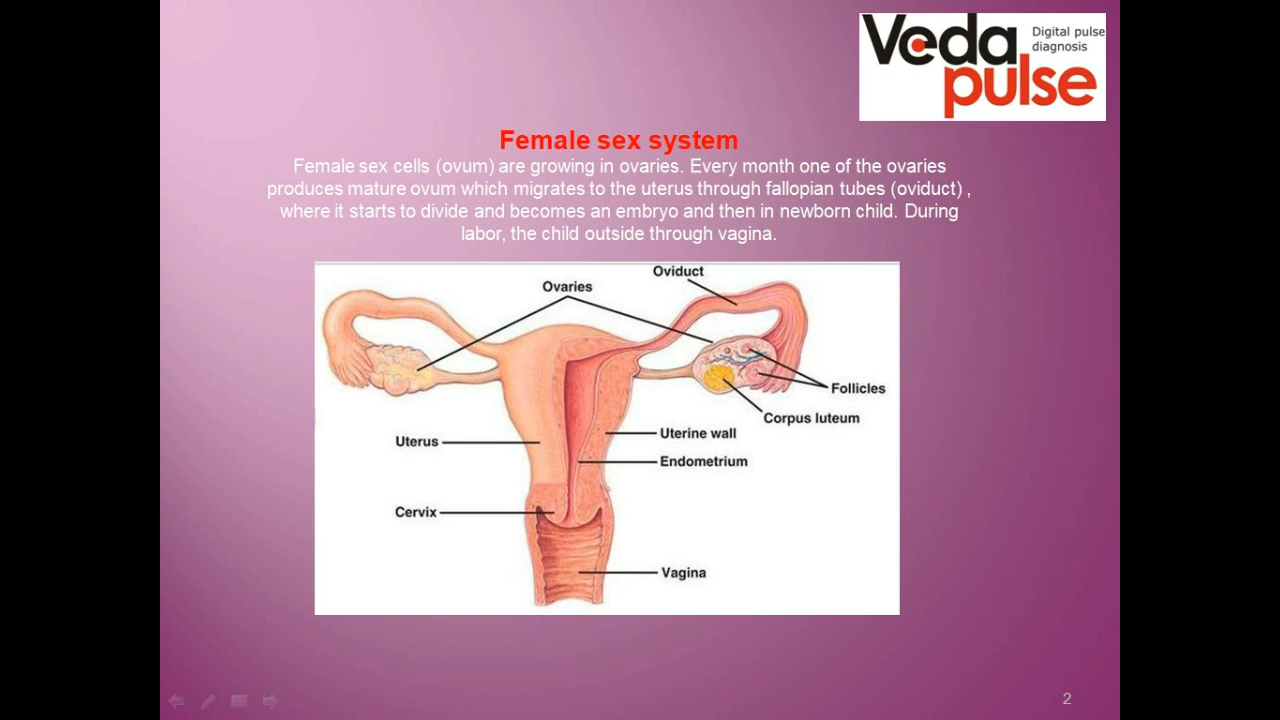 Veda
pulse
Digital pulse
diagnosis
Female sex system
Female sex cells (ovum) are growing in ovaries. Every month one of the ovaries
produces mature ovum which migrates to the uterus through fallopian tubes (oviduct) ,
where it starts to divide and becomes an embryo and then in newborn child. During
labor, the child outside through vagina.
Oviduct
Ovaries
Follicles
Corpus luteum
Uterine wall
Uterus
Endometrium
Cervix
Vagina
2